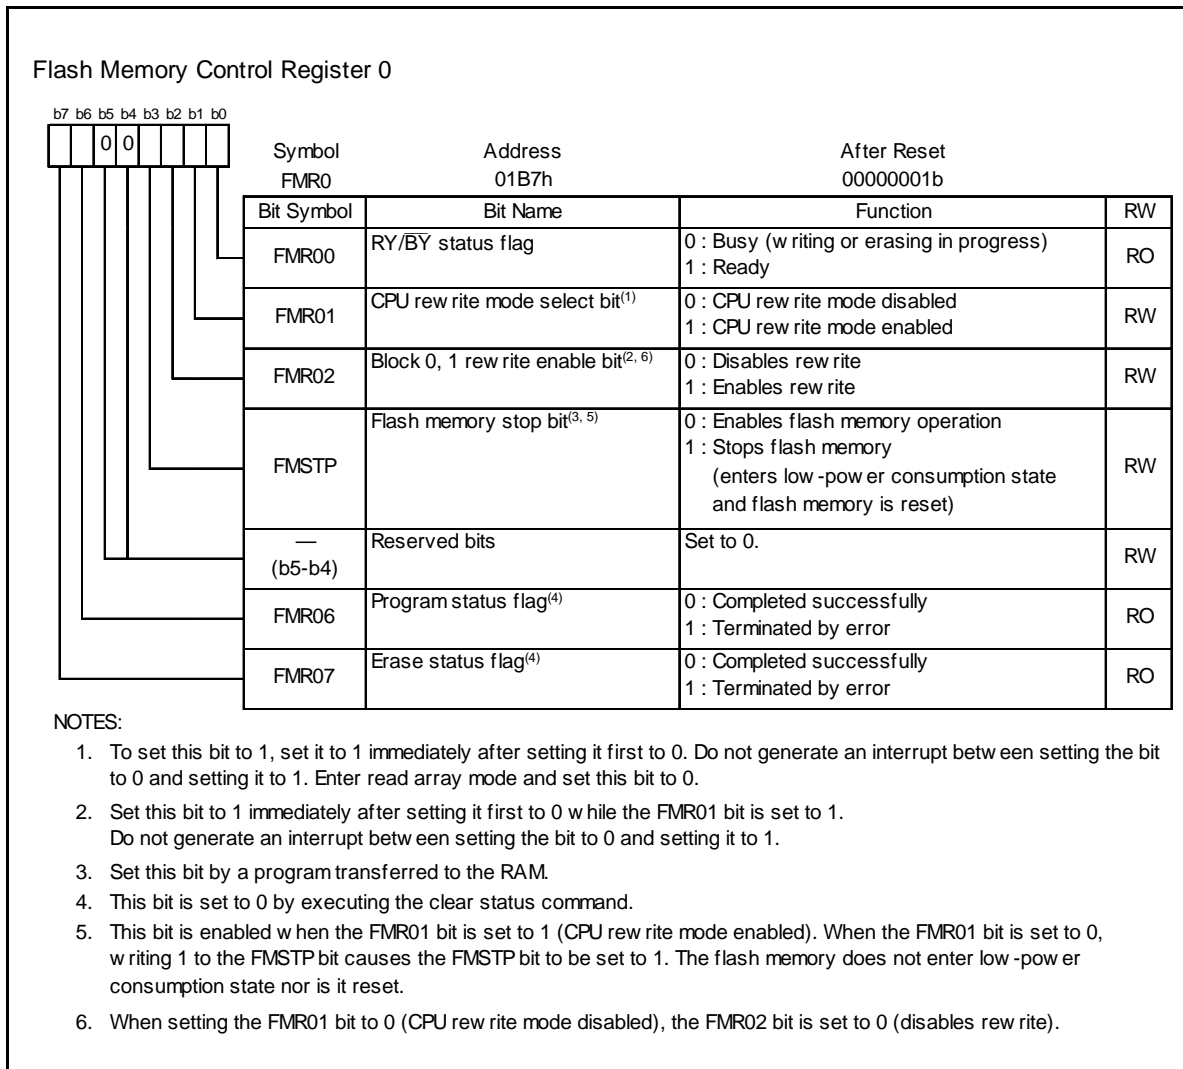 Flash Memory Control Register 0
b7 b6 b5 b4 b3 b2 b1 b0
0 0
Symbol Address After Reset
FMR0 01B7h 00000001b
Bit Symbol Bit Name Function RW
FMR00 RY/B̅Y̅ status flag 0 : Busy (writing or erasing in progress) RO
1 : Ready
FMR01 CPU rewrite mode select bit(1) 0 : CPU rewrite mode disabled RW
1 : CPU rewrite mode enabled
FMR02 Block 0, 1 rewrite enable bit(2, 6) 0 : Disables rewrite RW
1 : Enables rewrite
FMSTP Flash memory stop bit(3, 5) 0 : Enables flash memory operation RW
1 : Stops flash memory
(enters low-power consumption state
and flash memory is reset)
— Reserved bits Set to 0. RW
(b5-b4)
FMR06 Program status flag(4) 0 : Completed successfully RO
1 : Terminated by error
FMR07 Erase status flag(4) 0 : Completed successfully RO
1 : Terminated by error
NOTES:
1. To set this bit to 1, set it to 1 immediately after setting it first to 0. Do not generate an interrupt between setting the bit
to 0 and setting it to 1. Enter read array mode and set this bit to 0.
2. Set this bit to 1 immediately after setting it first to 0 while the FMR01 bit is set to 1.
Do not generate an interrupt between setting the bit to 0 and setting it to 1.
3. Set this bit by a program transferred to the RAM.
4. This bit is set to 0 by executing the clear status command.
5. This bit is enabled when the FMR01 bit is set to 1 (CPU rewrite mode enabled). When the FMR01 bit is set to 0,
writing 1 to the FMSTP bit causes the FMSTP bit to be set to 1. The flash memory does not enter low-power
consumption state nor is it reset.
6. When setting the FMR01 bit to 0 (CPU rewrite mode disabled), the FMR02 bit is set to 0 (disables rewrite).